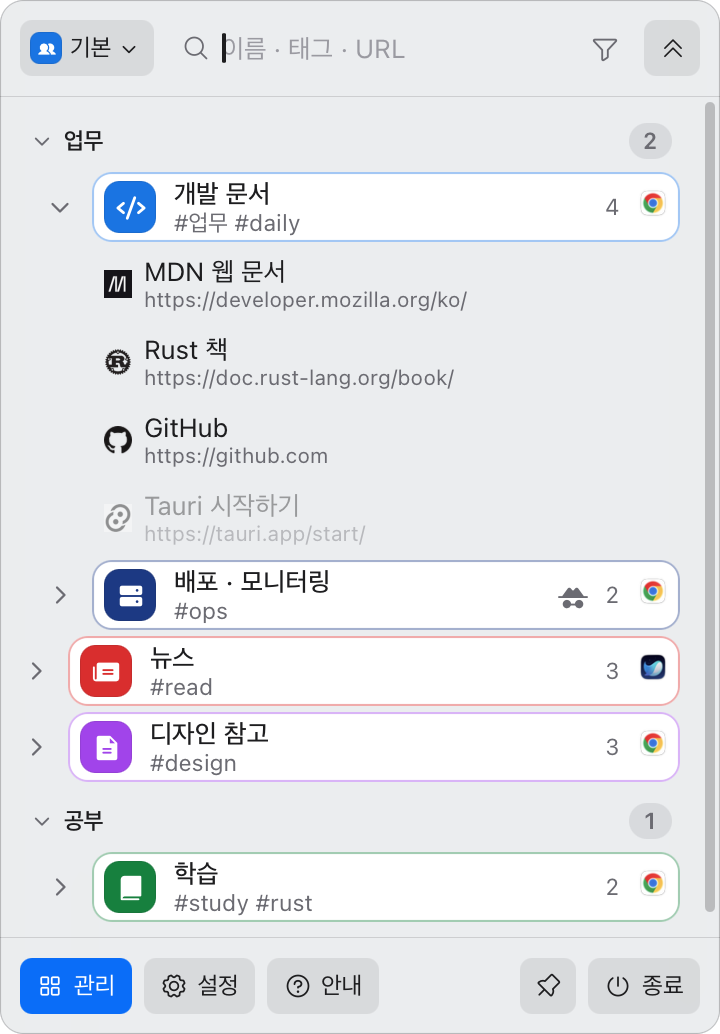 기본
이름 · 태그 · URL
업무
2
개발 문서
#업무 #daily
4
MDN 웹 문서
https://developer.mozilla.org/ko/
Rust 책
https://doc.rust-lang.org/book/
GitHub
https://github.com
Tauri 시작하기
https://tauri.app/start/
배포 · 모니터링
#ops
2
뉴스
#read
3
디자인 참고
#design
3
공부
1
학습
#study #rust
2
관리
설정
안내
종료